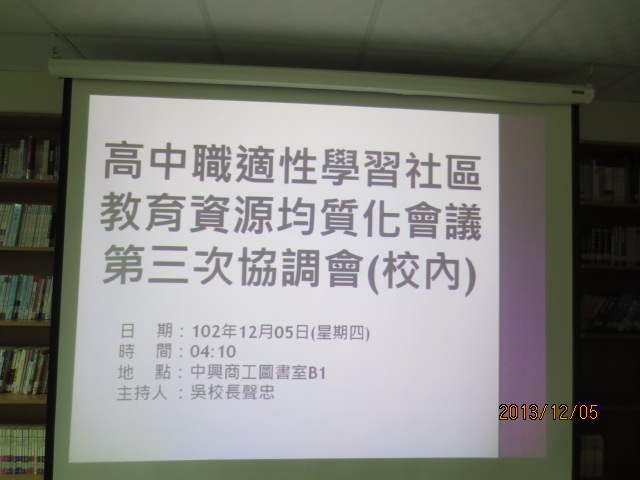 高中職適性學習社區
教育資源均質化會議
第三次協調會(校內)
日　期：102年12月05日(星期四)
時　間：04:10
地　點：中興商工圖書室B1
主持人：吳校長聲忠
2013/12/05